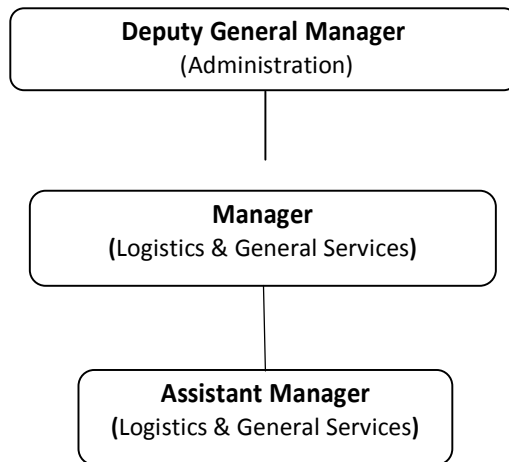 Deputy General Manager
(Administration)
Manager
(Logistics & General Services)
Assistant Manager
(Logistics & General Services)